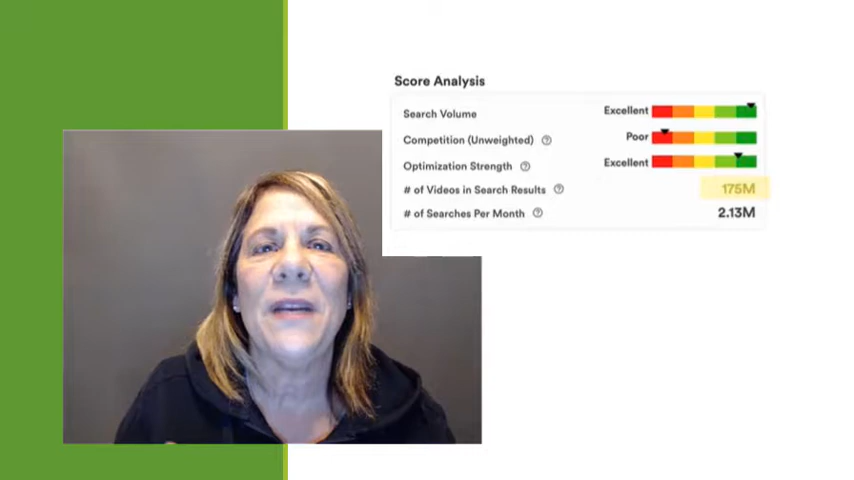 Score Analysis
Search Volume Excellent
Competition (Unweighted) ? Poor
Optimization Strength ? Excellent
# of Videos in Search Results ? 175M
# of Searches Per Month ? 2.13M